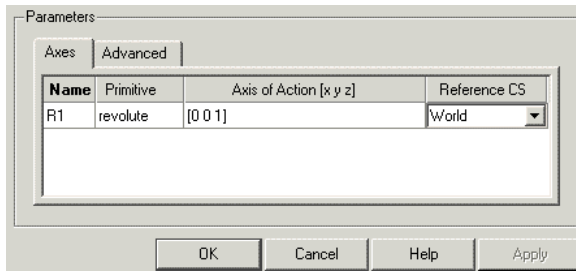 Parameters
Axes Advanced
Name Primitive Axis of Action [x y z] Reference CS
R1 revolute [0 0 1] World
OK Cancel Help Apply